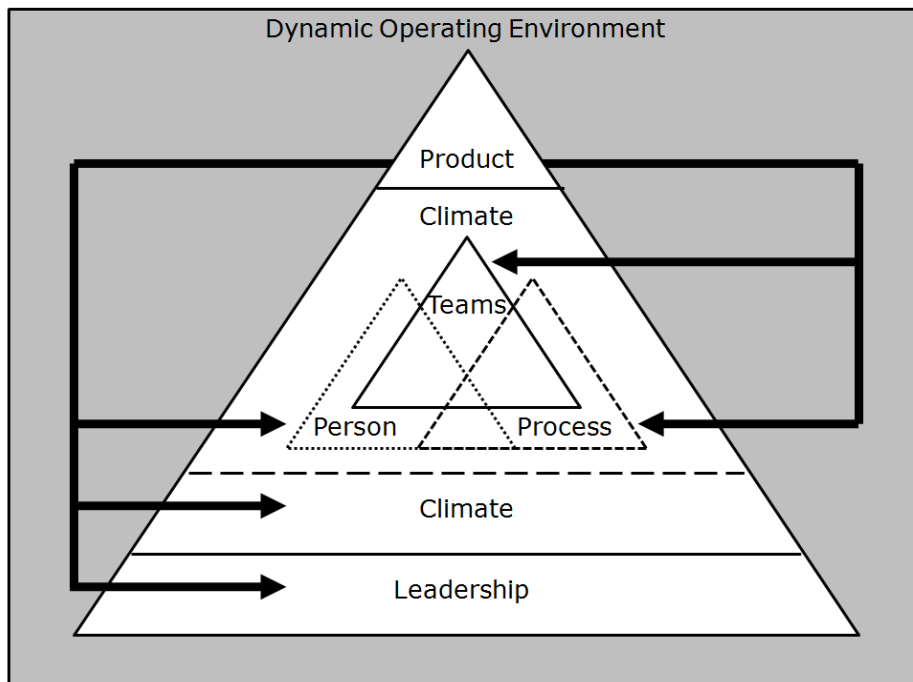 Dynamic Operating Environment
Product
Climate
Teams
Person
Process
Climate
Leadership